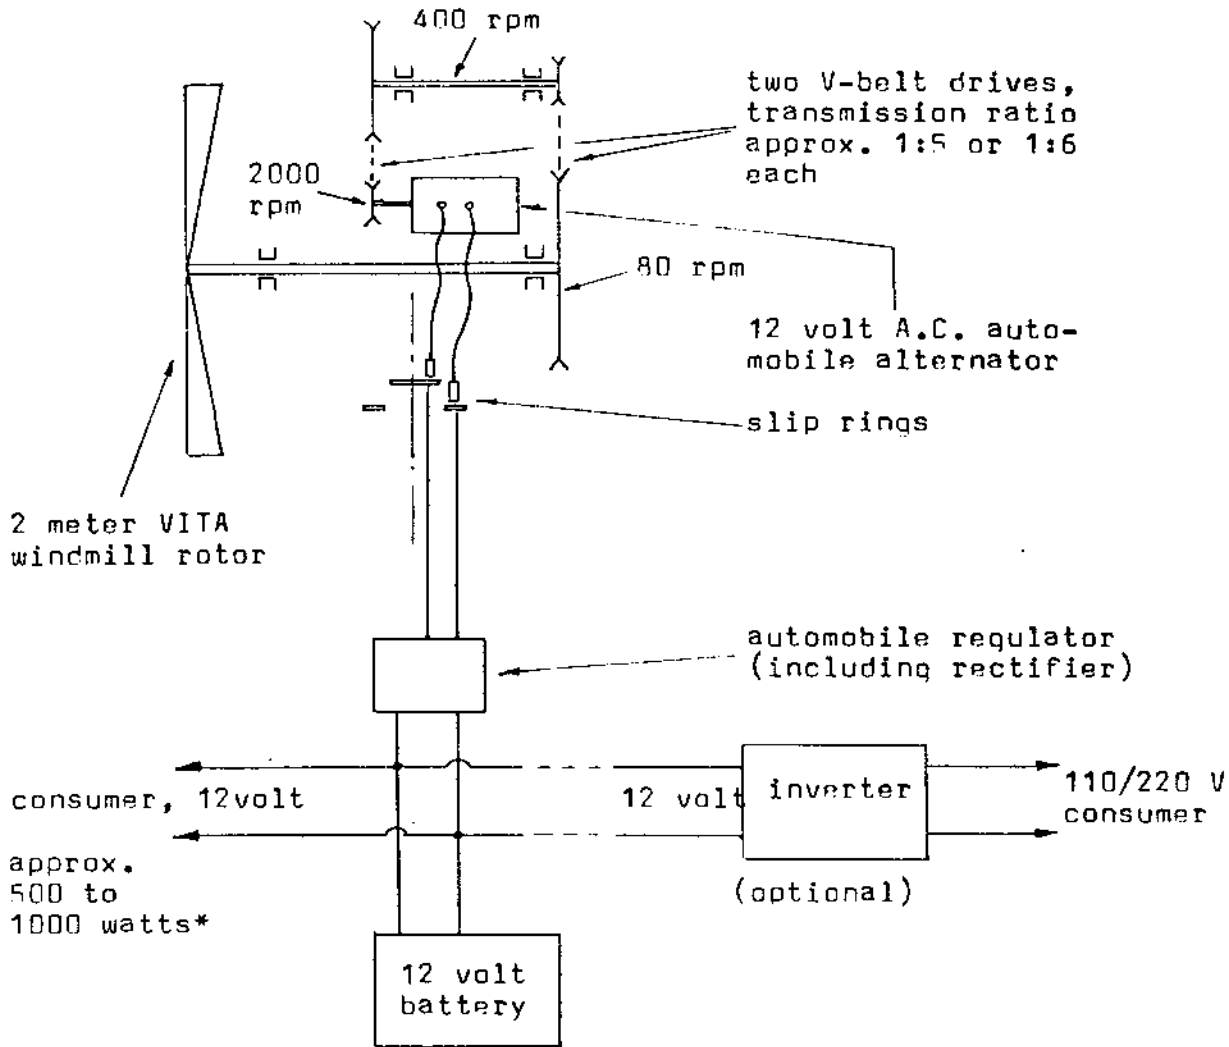 400 rpm
two V-belt drives,
transmission ratio
approx. 1:5 or 1:6
each
2000
rpm
80 rpm
12 volt A.C. auto-
mobile alternator
slip rings
2 meter VITA
windmill rotor
automobile regulator
(including rectifier)
consumer, 12volt
12 volt
inverter
110/220 V
consumer
approx.
500 to
1000 watts*
(optional)
12 volt
battery